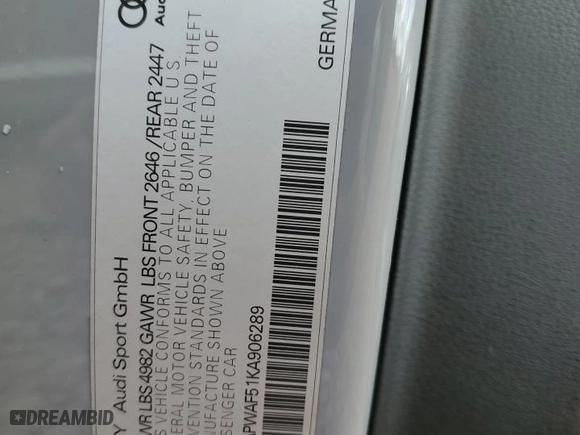 Aud
Y Audi Sport GmbH
WR LBS 4982 GAWR LBS FRONT 2646/REAR 2447
S VEHICLE CONFORMS TO ALL APPLICABLE U S
ERAL MOTOR VEHICLE SAFETY, BUMPER AND THEFT
VENTION STANDARDS IN EFFECT ON THE DATE OF
NUFACTURE SHOWN ABOVE
SENGER CAR
PWAF51KA906289
GERMA
DREAMBID